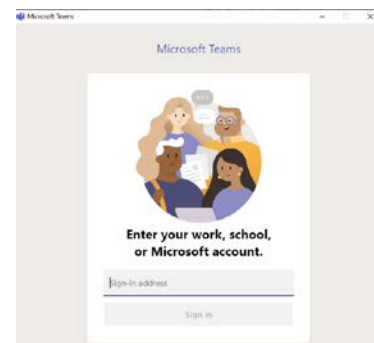 Microsoft Teams
Microsoft Teams
Enter your work, school,
or Microsoft account.
Sign-in address
Sign in